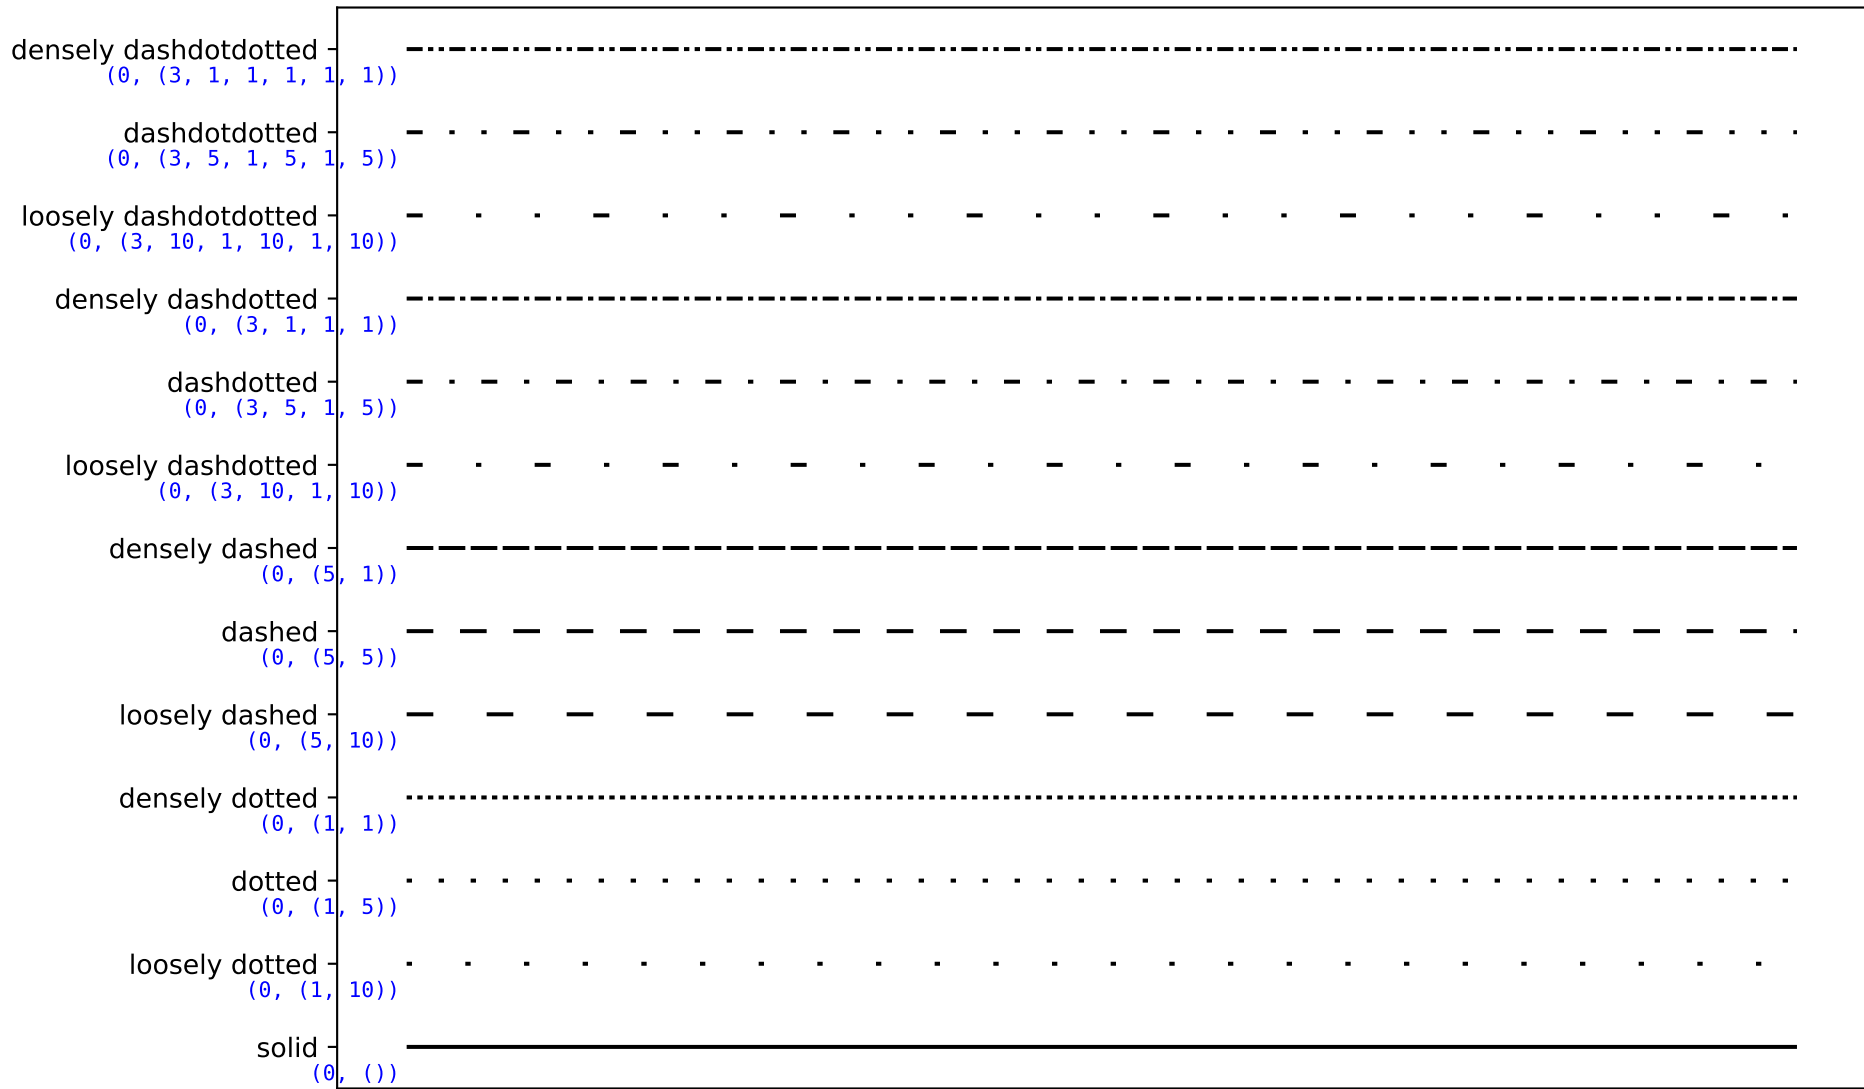 densely dashdotdotted
(0, (3, 1, 1, 1, 1, 1))
dashdotdotted
(0, (3, 5, 1, 5, 1, 5))
loosely dashdotdotted
(0, (3, 10, 1, 10, 1, 10))
densely dashdotted
(0, (3, 1, 1, 1))
dashdotted
(0, (3, 5, 1, 5))
loosely dashdotted
(0, (3, 10, 1, 10))
densely dashed
(0, (5, 1))
dashed
(0, (5, 5))
loosely dashed
(0, (5, 10))
densely dotted
(0, (1, 1))
dotted
(0, (1, 5))
loosely dotted
(0, (1, 10))
solid
(0, ())